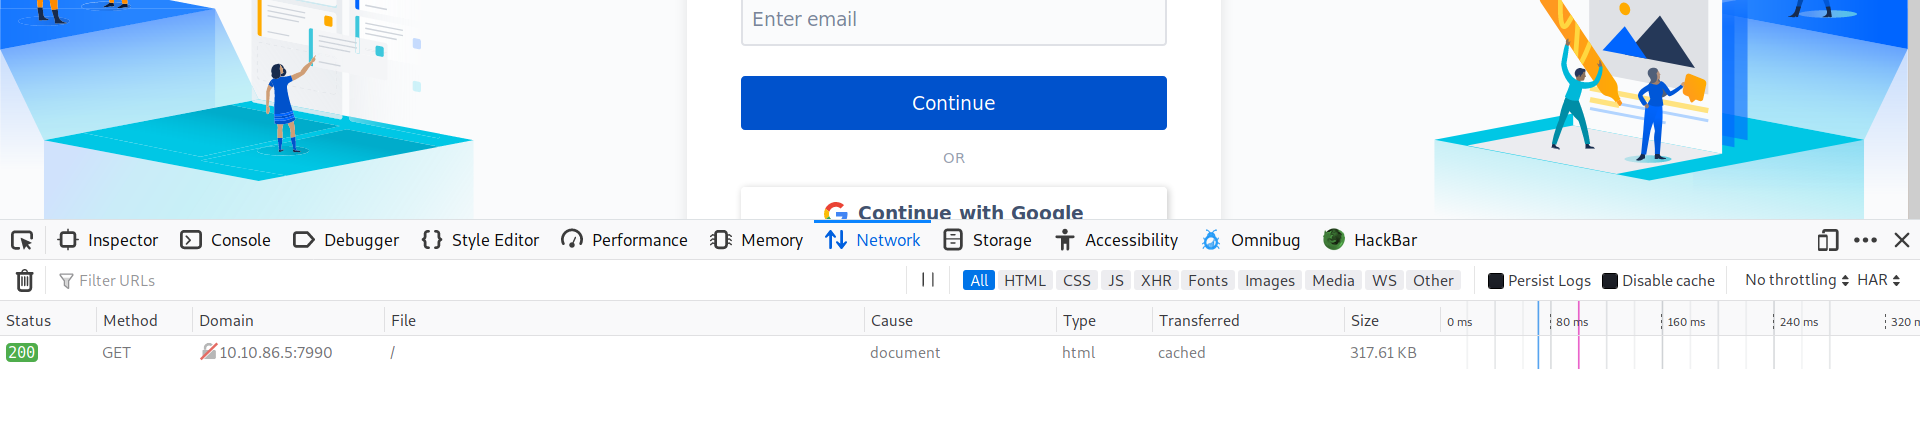 Enter email
Continue
OR
Continue with Google
Inspector Console Debugger Style Editor Performance Memory Network Storage Accessibility Omnibug HackBar
Filter URLs All HTML CSS JS XHR Fonts Images Media WS Other Persist Logs Disable cache No throttling HAR
Status Method Domain File Cause Type Transferred Size 0 ms 80 ms 160 ms 240 ms 320 m
200 GET 10.10.86.5:7990 / document html cached 317.61 KB